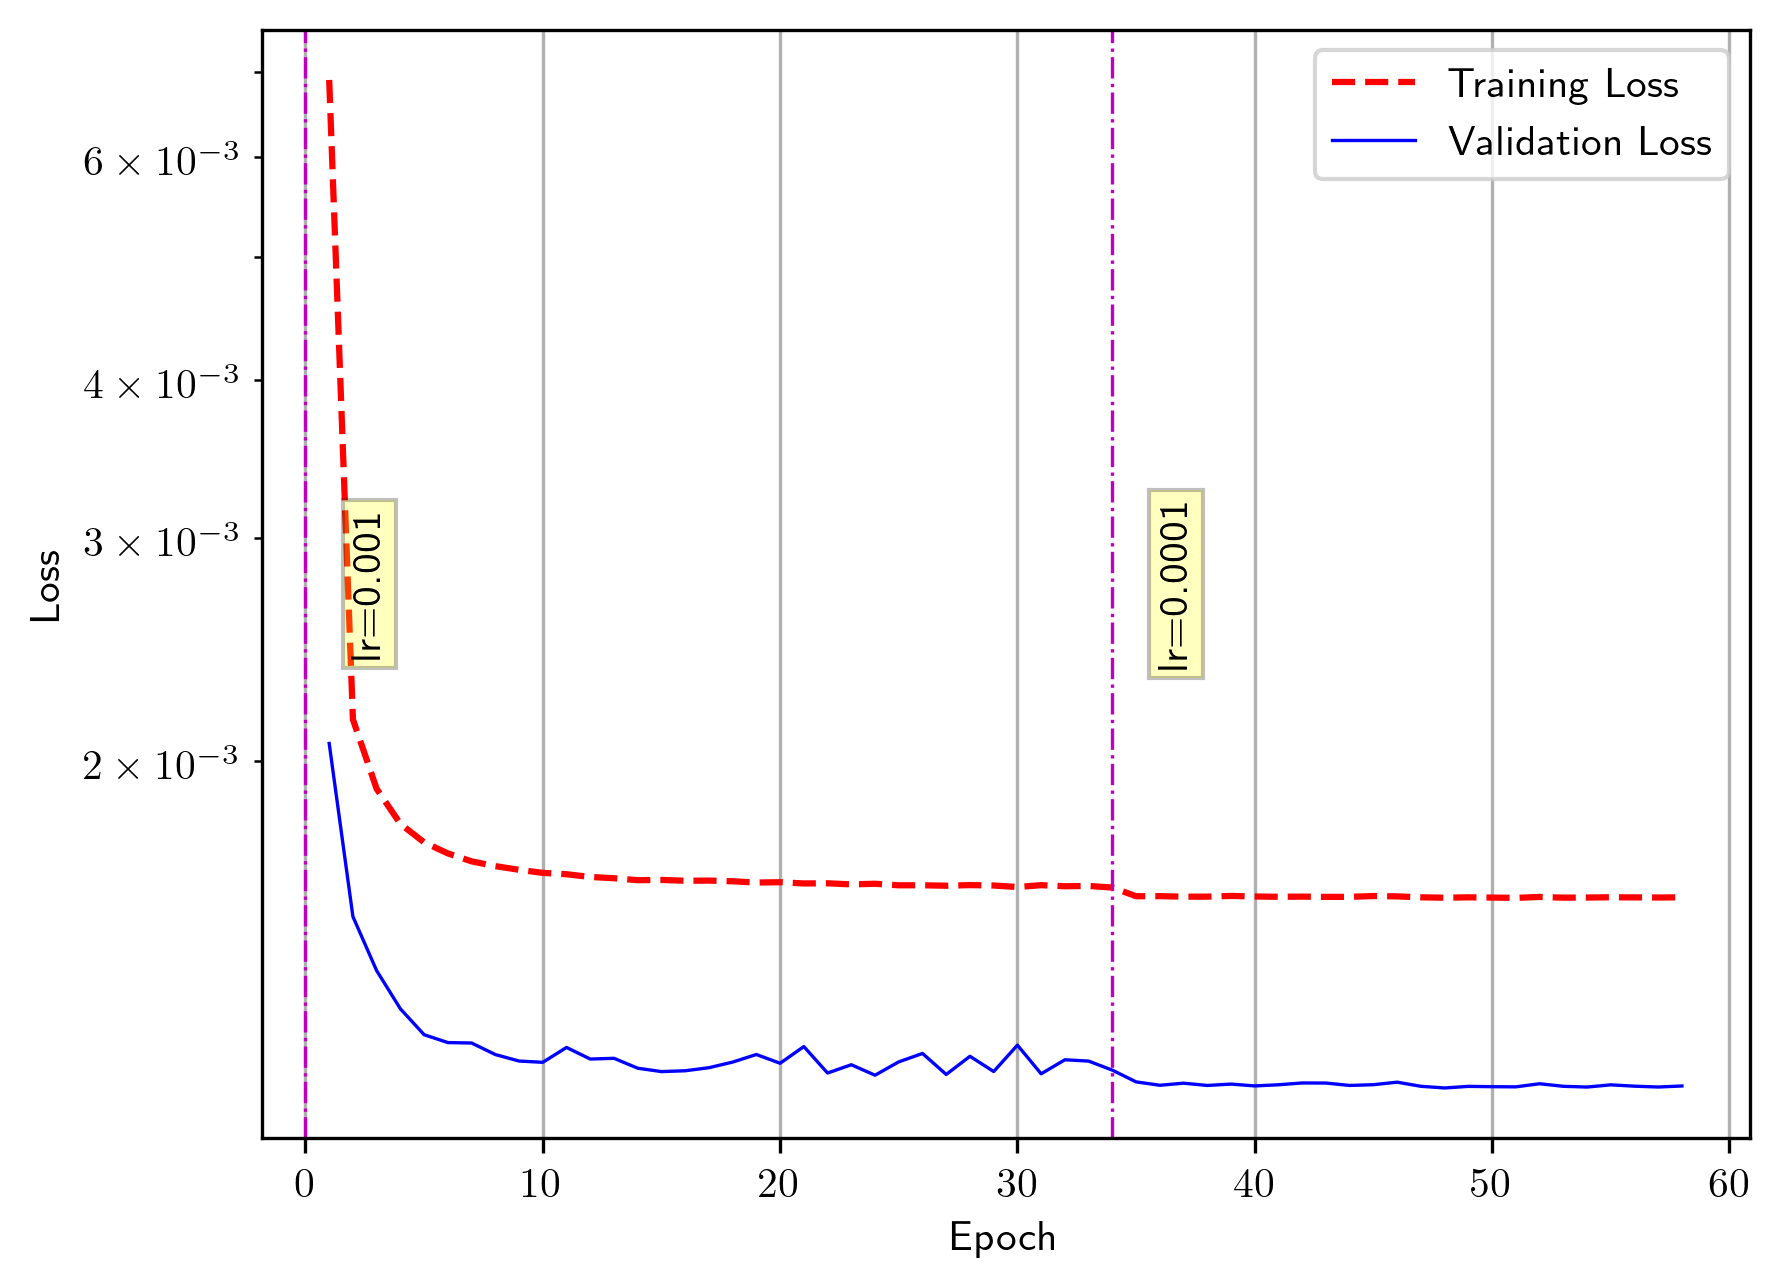 Training Loss
Validation Loss
6 × 10⁻³
4 × 10⁻³
3 × 10⁻³
2 × 10⁻³
Loss
lr=0.001
lr=0.0001
0 10 20 30 40 50 60
Epoch